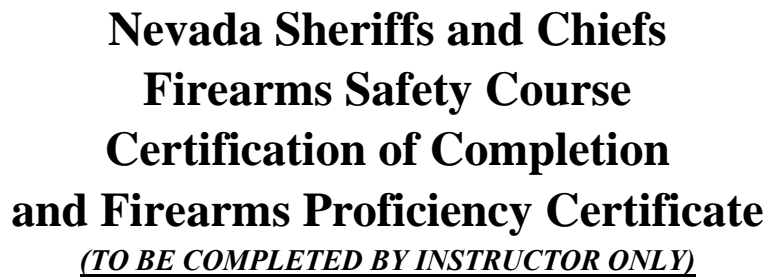 Nevada Sheriffs and Chiefs
Firearms Safety Course
Certification of Completion
and Firearms Proficiency Certificate
(TO BE COMPLETED BY INSTRUCTOR ONLY)